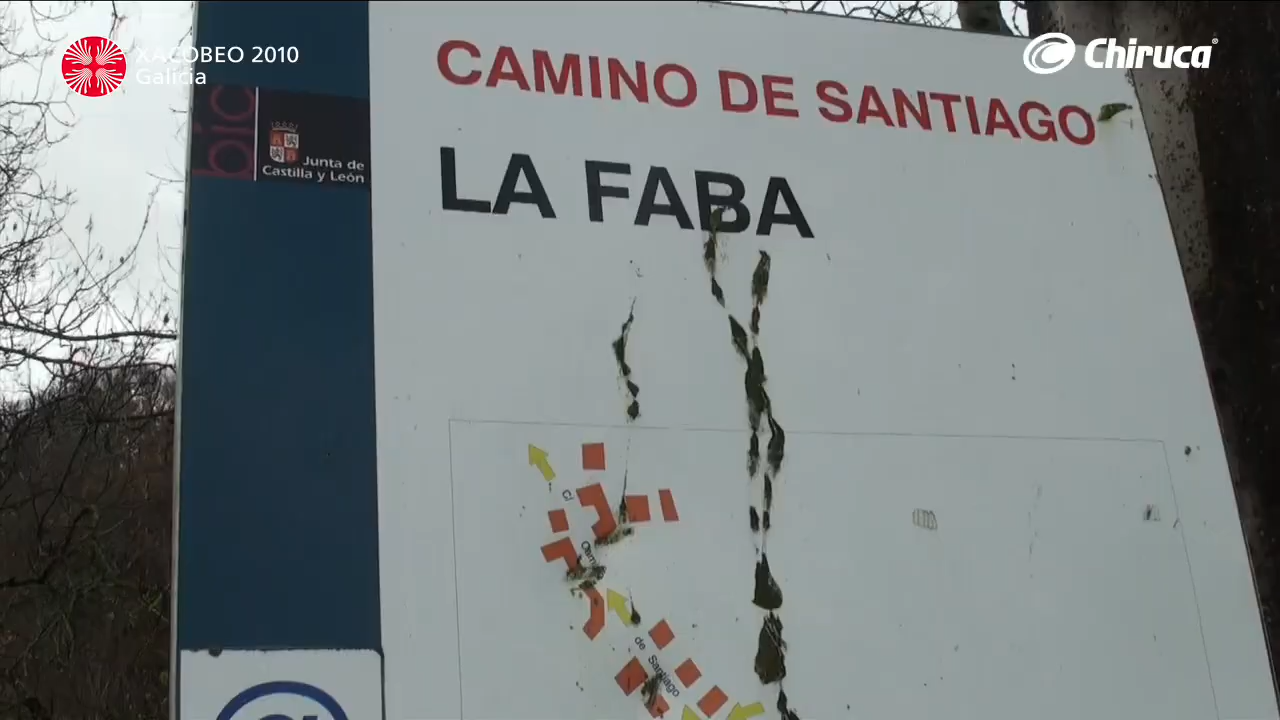 XACOBEO 2010
Galicia
Chiruca
CAMINO DE SANTIAGO
bic
Junta de
Castilla y León
LA FABA
C/
de Santiago